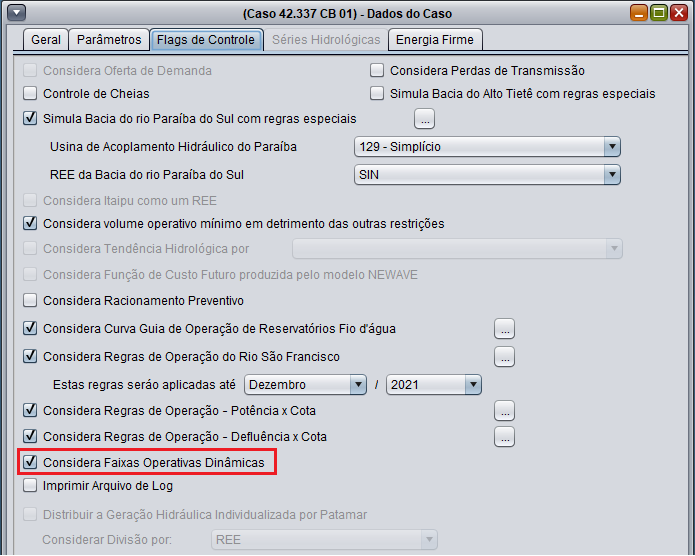 (Caso 42.337 CB 01) - Dados do Caso
Geral Parâmetros Flags de Controle Séries Hidrológicas Energia Firme
Considera Oferta de Demanda Considera Perdas de Transmissão
Controle de Cheias Simula Bacia do Alto Tietê com regras especiais
Simula Bacia do rio Paraíba do Sul com regras especiais ...
Usina de Acoplamento Hidráulico do Paraíba 129 - Simplício
REE da Bacia do rio Paraíba do Sul SIN
Considera Itaipu como um REE
Considera volume operativo mínimo em detrimento das outras restrições
Considera Tendência Hidrológica por
Considera Função de Custo Futuro produzida pelo modelo NEWAVE
Considera Racionamento Preventivo
Considera Curva Guia de Operação de Reservatórios Fio d'água ...
Considera Regras de Operação do Rio São Francisco ...
Estas regras serão aplicadas até Dezembro / 2021
Considera Regras de Operação - Potência x Cota ...
Considera Regras de Operação - Defluência x Cota ...
Considera Faixas Operativas Dinâmicas
Imprimir Arquivo de Log
Distribuir a Geração Hidráulica Individualizada por Patamar
Considerar Divisão por: REE